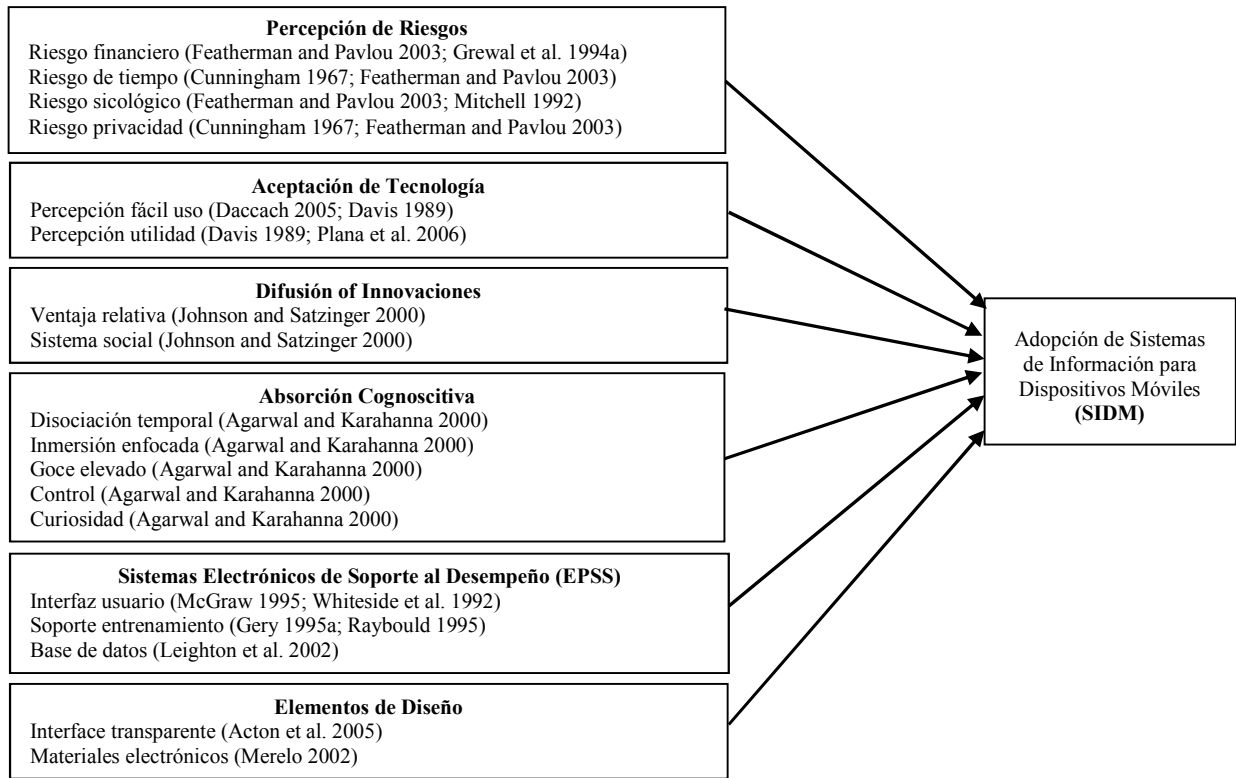 Percepción de Riesgos
Riesgo financiero (Featherman and Pavlou 2003; Grewal et al. 1994a)
Riesgo de tiempo (Cunningham 1967; Featherman and Pavlou 2003)
Riesgo sicológico (Featherman and Pavlou 2003; Mitchell 1992)
Riesgo privacidad (Cunningham 1967; Featherman and Pavlou 2003)
Aceptación de Tecnología
Percepción fácil uso (Daccach 2005; Davis 1989)
Percepción utilidad (Davis 1989; Plana et al. 2006)
Difusión of Innovaciones
Ventaja relativa (Johnson and Satzinger 2000)
Sistema social (Johnson and Satzinger 2000)
Absorción Cognoscitiva
Disociación temporal (Agarwal and Karahanna 2000)
Inmersión enfocada (Agarwal and Karahanna 2000)
Goce elevado (Agarwal and Karahanna 2000)
Control (Agarwal and Karahanna 2000)
Curiosidad (Agarwal and Karahanna 2000)
Sistemas Electrónicos de Soporte al Desempeño (EPSS)
Interfaz usuario (McGraw 1995; Whiteside et al. 1992)
Soporte entrenamiento (Gery 1995a; Raybould 1995)
Base de datos (Leighton et al. 2002)
Elementos de Diseño
Interface transparente (Acton et al. 2005)
Materiales electrónicos (Merelo 2002)
Adopción de Sistemas
de Información para
Dispositivos Móviles
(SIDM)